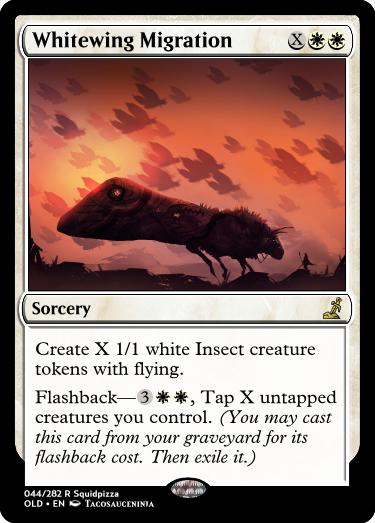 Whitewing Migration X
Sorcery
Create X 1/1 white Insect creature
tokens with flying.
Flashback—3, Tap X untapped
creatures you control. (You may cast
this card from your graveyard for its
flashback cost. Then exile it.)
044/282 R Squidpizza
OLD • EN Tacosauceninja